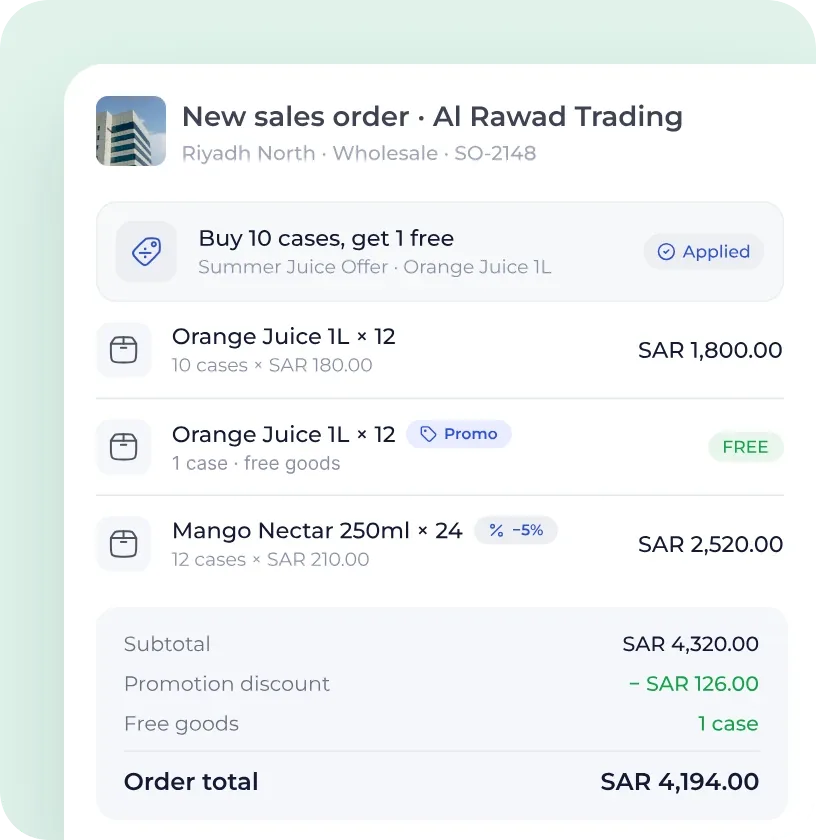 New sales order · Al Rawad Trading
Riyadh North · Wholesale · SO-2148
Buy 10 cases, get 1 free
Summer Juice Offer · Orange Juice 1L
Applied
Orange Juice 1L × 12
10 cases × SAR 180.00
SAR 1,800.00
Orange Juice 1L × 12
Promo
1 case · free goods
FREE
Mango Nectar 250ml × 24
% −5%
12 cases × SAR 210.00
SAR 2,520.00
Subtotal SAR 4,320.00
Promotion discount − SAR 126.00
Free goods 1 case
Order total SAR 4,194.00